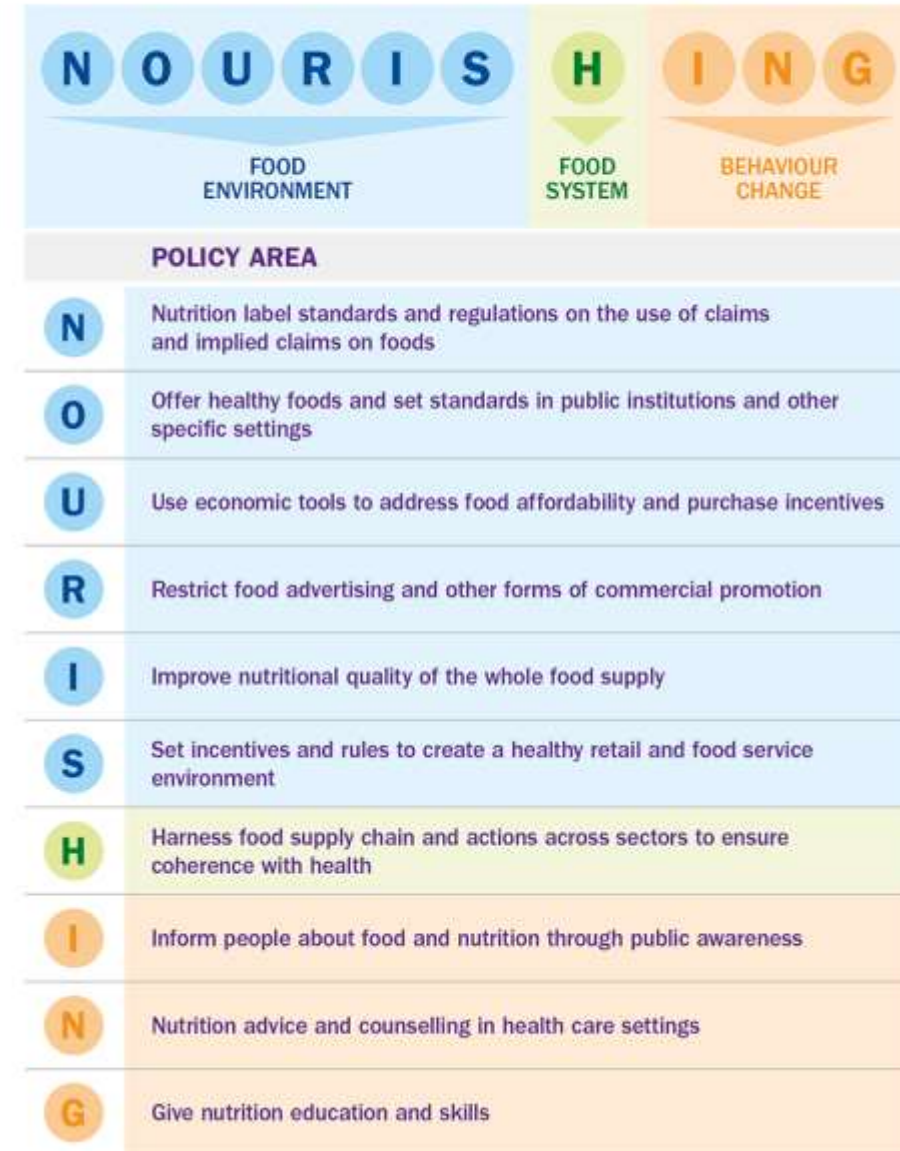 N O U R I S H I N G
FOOD
ENVIRONMENT
FOOD
SYSTEM
BEHAVIOUR
CHANGE
POLICY AREA
N
Nutrition label standards and regulations on the use of claims
and implied claims on foods
O
Offer healthy foods and set standards in public institutions and other
specific settings
U
Use economic tools to address food affordability and purchase incentives
R
Restrict food advertising and other forms of commercial promotion
I
Improve nutritional quality of the whole food supply
S
Set incentives and rules to create a healthy retail and food service
environment
H
Harness food supply chain and actions across sectors to ensure
coherence with health
I
Inform people about food and nutrition through public awareness
N
Nutrition advice and counselling in health care settings
G
Give nutrition education and skills